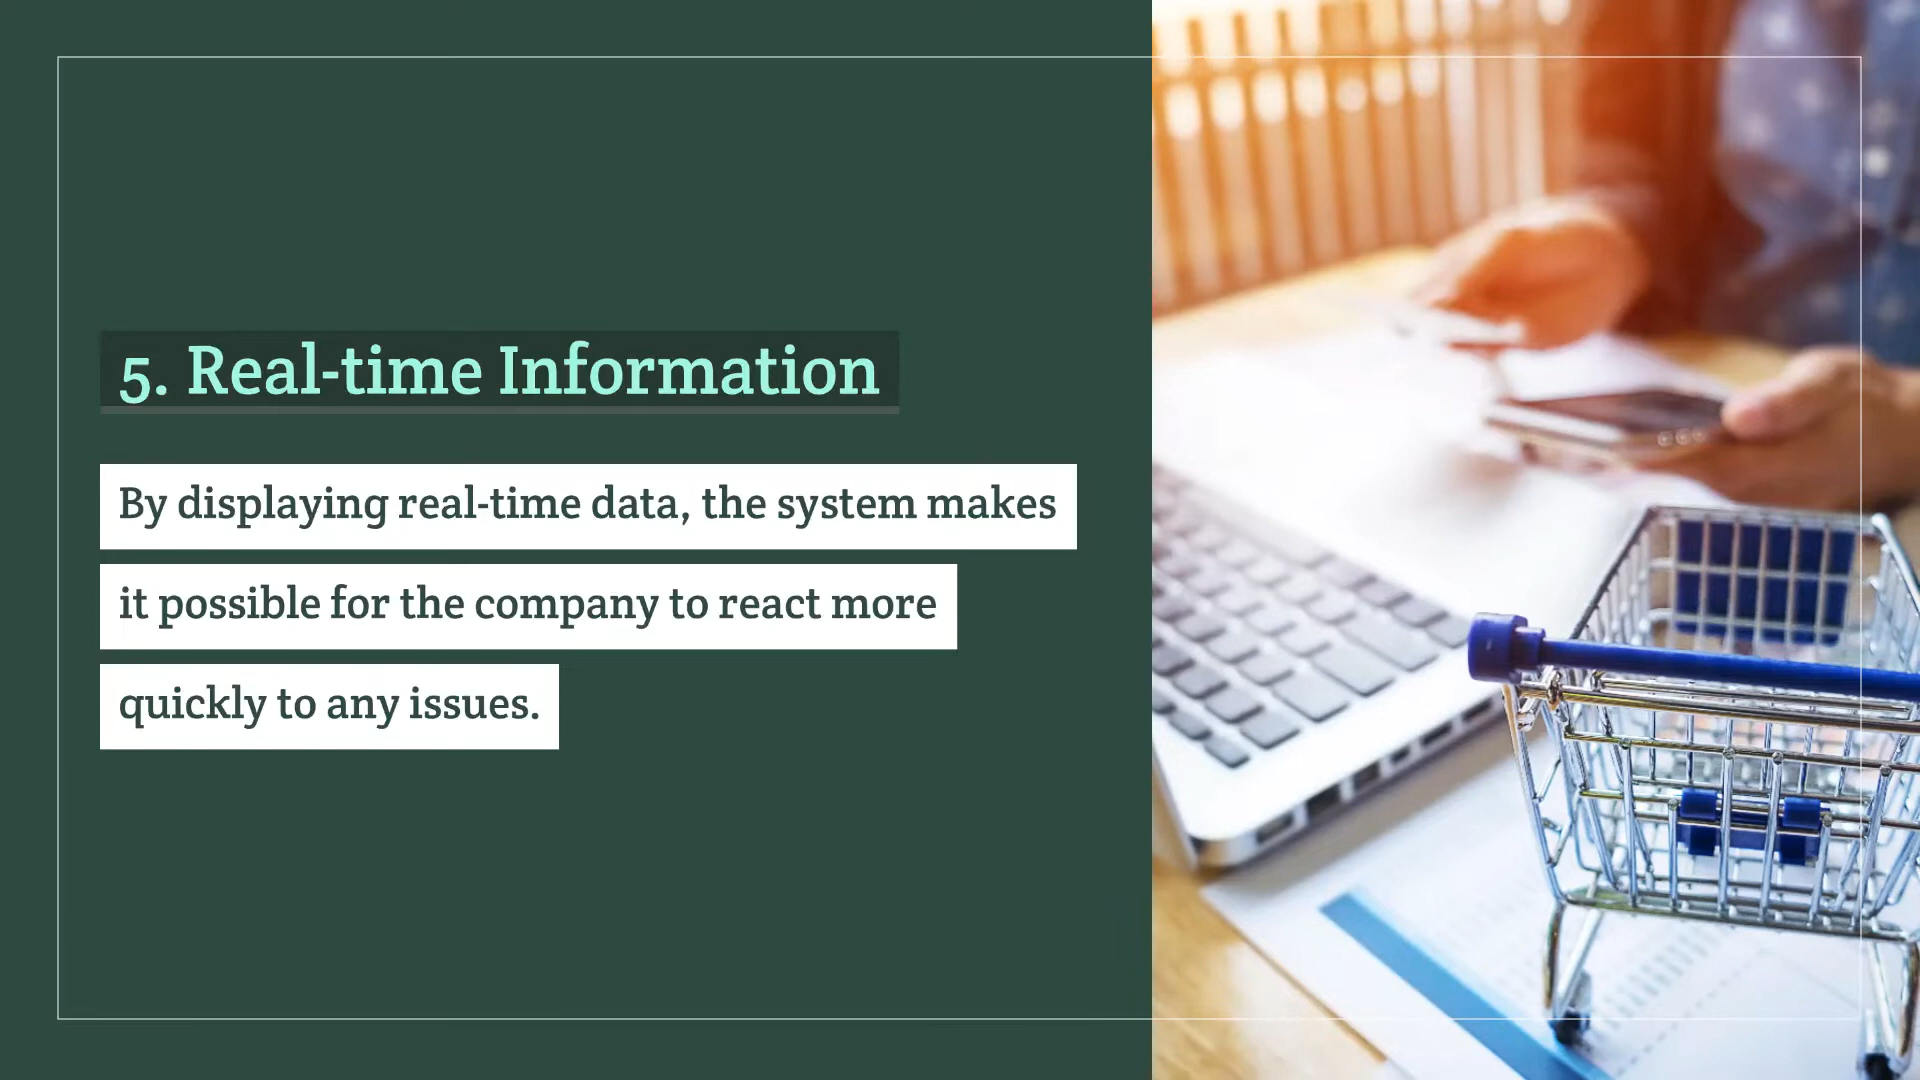 5. Real-time Information
By displaying real-time data, the system makes
it possible for the company to react more
quickly to any issues.